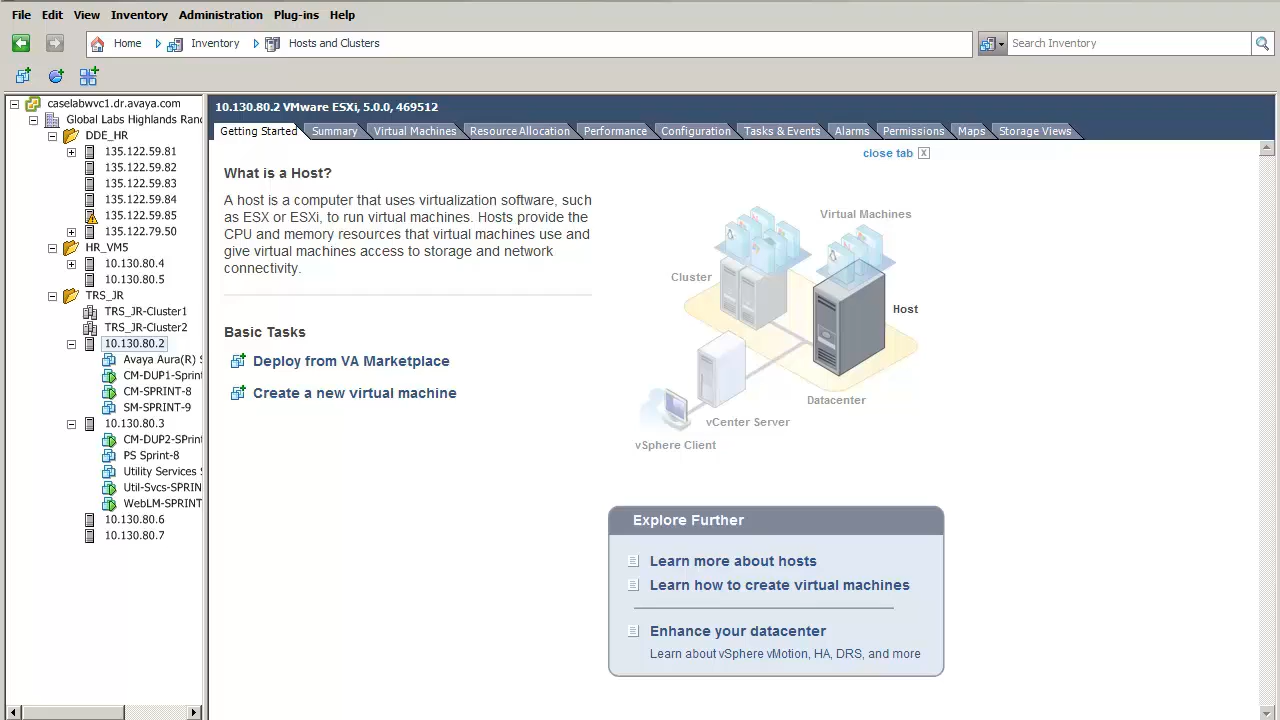 File Edit View Inventory Administration Plug-ins Help
Home Inventory Hosts and Clusters
Search Inventory
caselabwvc1.dr.avaya.com
Global Labs Highlands Ranc
DDE_HR
135.122.59.81
135.122.59.82
135.122.59.83
135.122.59.84
135.122.59.85
135.122.79.50
HR_VM5
10.130.80.4
10.130.80.5
TRS_JR
TRS_JR-Cluster1
TRS_JR-Cluster2
10.130.80.2
Avaya Aura(R) S
CM-DUP1-Sprint
CM-SPRINT-8
SM-SPRINT-9
10.130.80.3
CM-DUP2-SPrint
PS Sprint-8
Utility Services S
Util-Svcs-SPRIN
WebLM-SPRINT
10.130.80.6
10.130.80.7
10.130.80.2 VMware ESXi, 5.0.0, 469512
Getting Started Summary Virtual Machines Resource Allocation Performance Configuration Tasks & Events Alarms Permissions Maps Storage Views
close tab X
What is a Host?
A host is a computer that uses virtualization software, such
as ESX or ESXi, to run virtual machines. Hosts provide the
CPU and memory resources that virtual machines use and
give virtual machines access to storage and network
connectivity.
Basic Tasks
Deploy from VA Marketplace
Create a new virtual machine
Virtual Machines
Cluster
Host
Datacenter
vCenter Server
vSphere Client
Explore Further
Learn more about hosts
Learn how to create virtual machines
Enhance your datacenter
Learn about vSphere vMotion, HA, DRS, and more